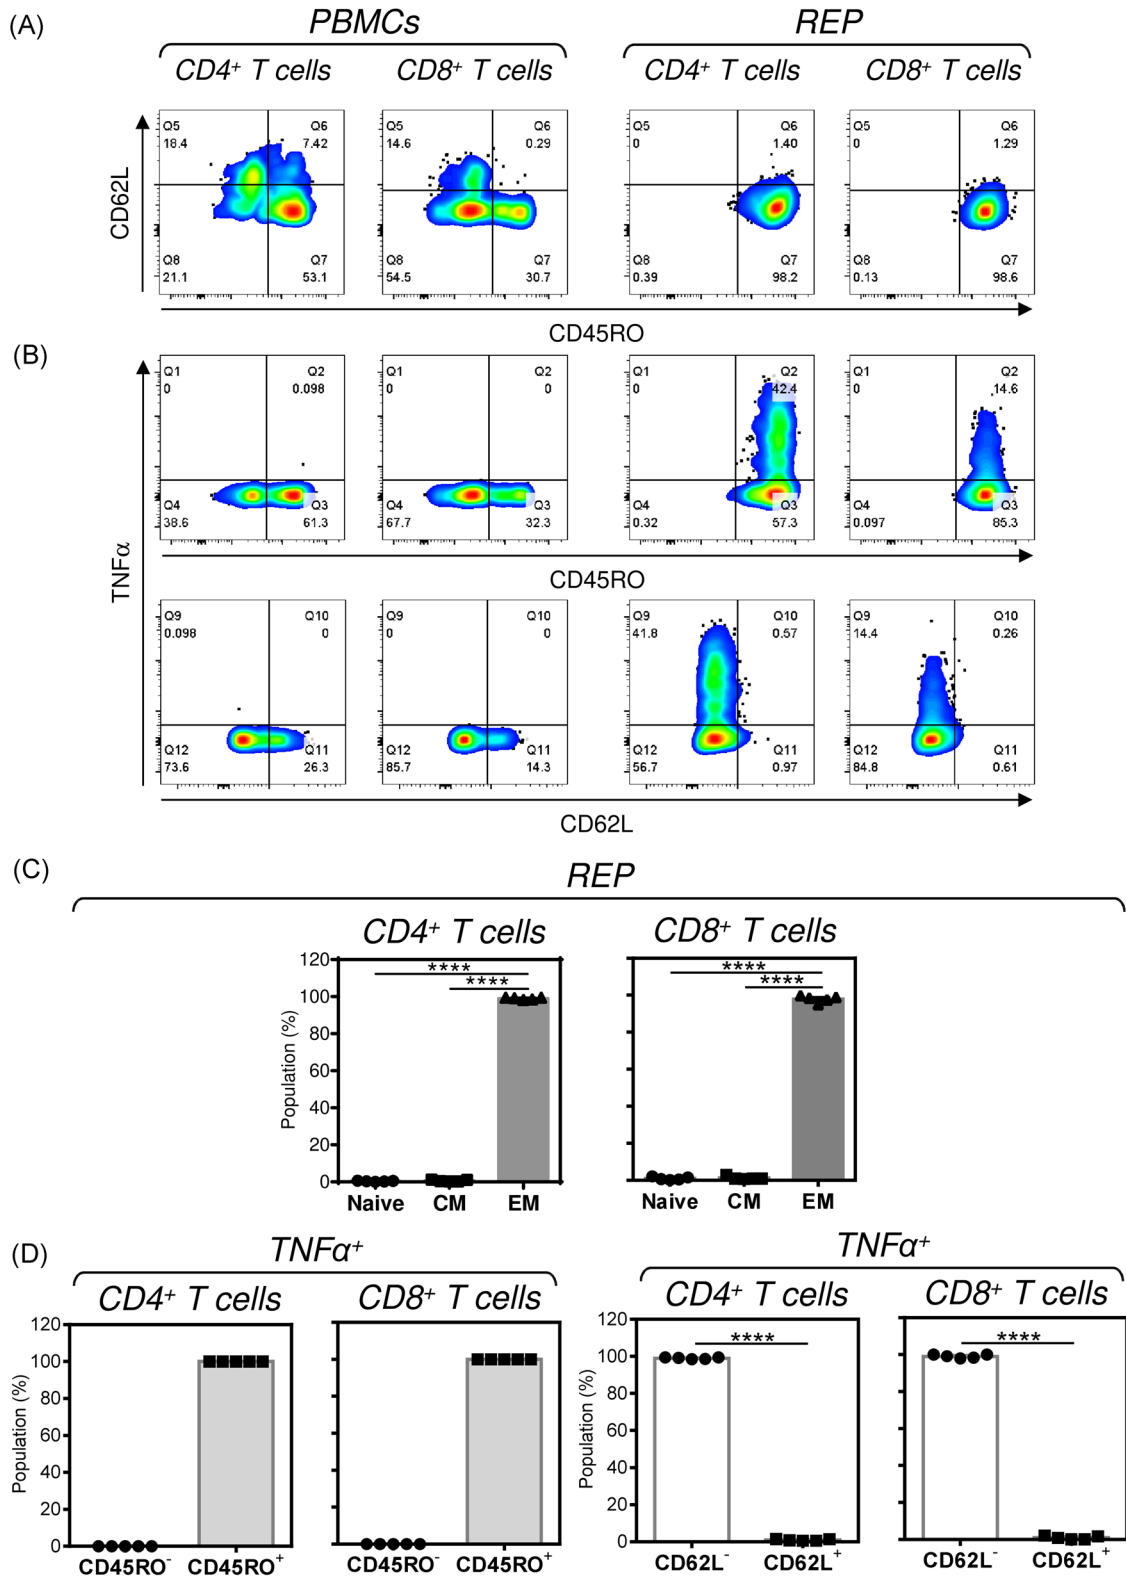 (A)
PBMCs REP
CD4+ T cells CD8+ T cells CD4+ T cells CD8+ T cells
Q5 Q6 Q5 Q6 Q5 Q6 Q5 Q6
18.4 7.42 14.6 0.29 0 1.40 0 1.29
CD62L
Q8 Q7 Q8 Q7 Q8 Q7 Q8 Q7
21.1 53.1 54.5 30.7 0.39 98.2 0.13 98.6
CD45RO
(B)
Q1 Q2 Q1 Q2 Q1 Q2 Q1 Q2
0 0.098 0 0 0 42.4 0 14.6
Q4 Q3 Q4 Q3 Q4 Q3 Q4 Q3
38.6 61.3 67.7 32.3 0.32 57.3 0.097 85.3
TNFα
CD45RO
Q9 Q10 Q9 Q10 Q9 Q10 Q9 Q10
0.098 0 0 0 41.8 0.57 14.4 0.26
Q12 Q11 Q12 Q11 Q12 Q11 Q12 Q11
73.6 26.3 85.7 14.3 56.7 0.97 84.8 0.61
CD62L
(C)
REP
CD4+ T cells CD8+ T cells
120
100
80
60
40
20
0
Population (%)
**** ****
**** ****
Naive CM EM Naive CM EM
(D)
TNFα+ TNFα+
CD4+ T cells CD8+ T cells CD4+ T cells CD8+ T cells
120 120
100 100
80 80
60 60
40 40
20 20
0 0
Population (%) Population (%)
**** ****
CD45RO- CD45RO+ CD45RO- CD45RO+ CD62L- CD62L+ CD62L- CD62L+